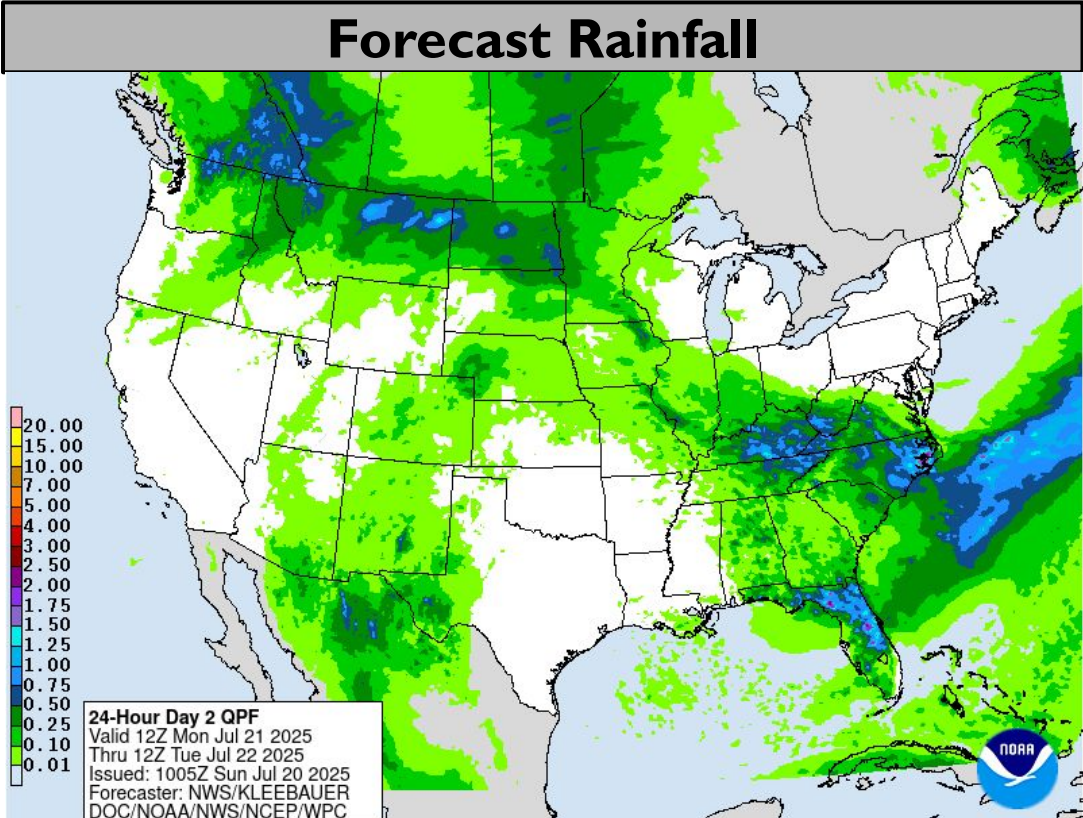 Forecast Rainfall
20.00
15.00
10.00
7.00
5.00
4.00
3.00
2.50
2.00
1.75
1.50
1.25
1.00
0.75
0.50
0.25
0.10
0.01
24-Hour Day 2 QPF
Valid 12Z Mon Jul 21 2025
Thru 12Z Tue Jul 22 2025
Issued: 1005Z Sun Jul 20 2025
Forecaster: NWS/KLEEBAUER
DOC/NOAA/NWS/NCEP/WPC
NOAA